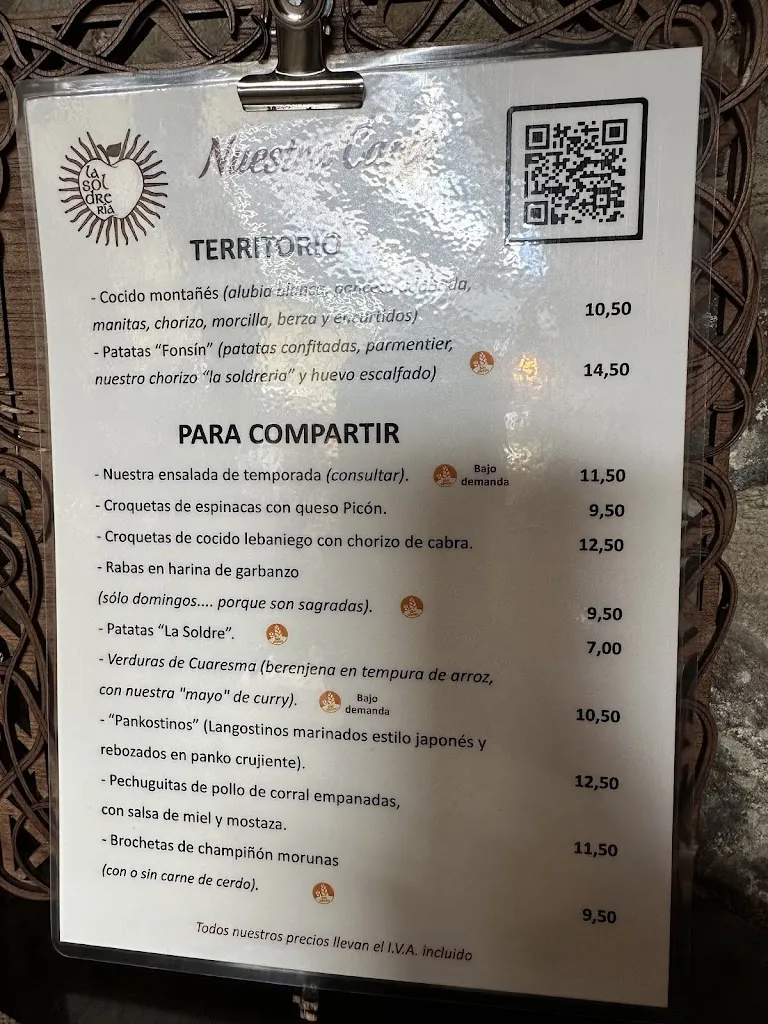 la
sol
dre
ría
Nuestra Carta
TERRITORIO
- Cocido montañés (alubia blanca,
manitas, chorizo, morcilla, berza y encurtidos)
10,50
- Patatas "Fonsín" (patatas confitadas, parmentier,
nuestro chorizo "la soldreria" y huevo escalfado)
14,50
PARA COMPARTIR
- Nuestra ensalada de temporada (consultar).
Bajo
demanda
11,50
- Croquetas de espinacas con queso Picón.
9,50
- Croquetas de cocido lebaniego con chorizo de cabra.
12,50
- Rabas en harina de garbanzo
(sólo domingos.... porque son sagradas).
9,50
- Patatas "La Soldre".
7,00
- Verduras de Cuaresma (berenjena en tempura de arroz,
con nuestra "mayo" de curry).
Bajo
demanda
10,50
- "Pankostinos" (Langostinos marinados estilo japonés y
rebozados en panko crujiente).
12,50
- Pechuguitas de pollo de corral empanadas,
con salsa de miel y mostaza.
11,50
- Brochetas de champiñón morunas
(con o sin carne de cerdo).
9,50
Todos nuestros precios llevan el I.V.A. incluido